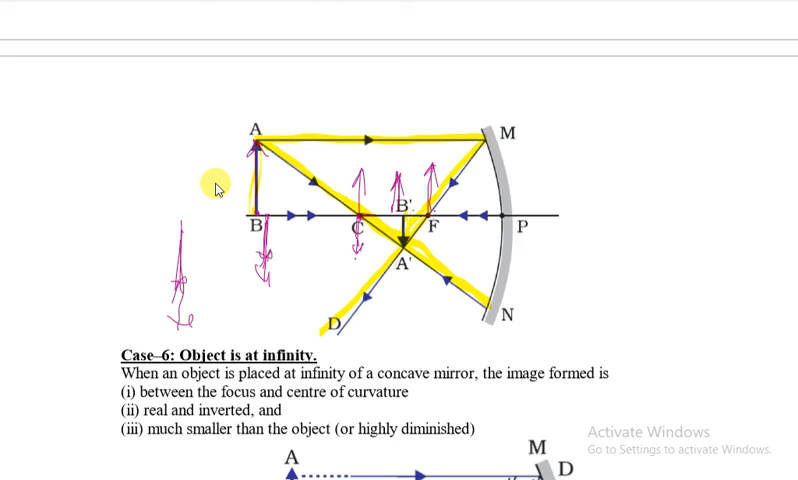 A
M
B'
B
C
F
P
A'
D
N
Case–6: Object is at infinity.
When an object is placed at infinity of a concave mirror, the image formed is
(i) between the focus and centre of curvature
(ii) real and inverted, and
(iii) much smaller than the object (or highly diminished)
Activate Windows
Go to Settings to activate Windows.
M
A
D